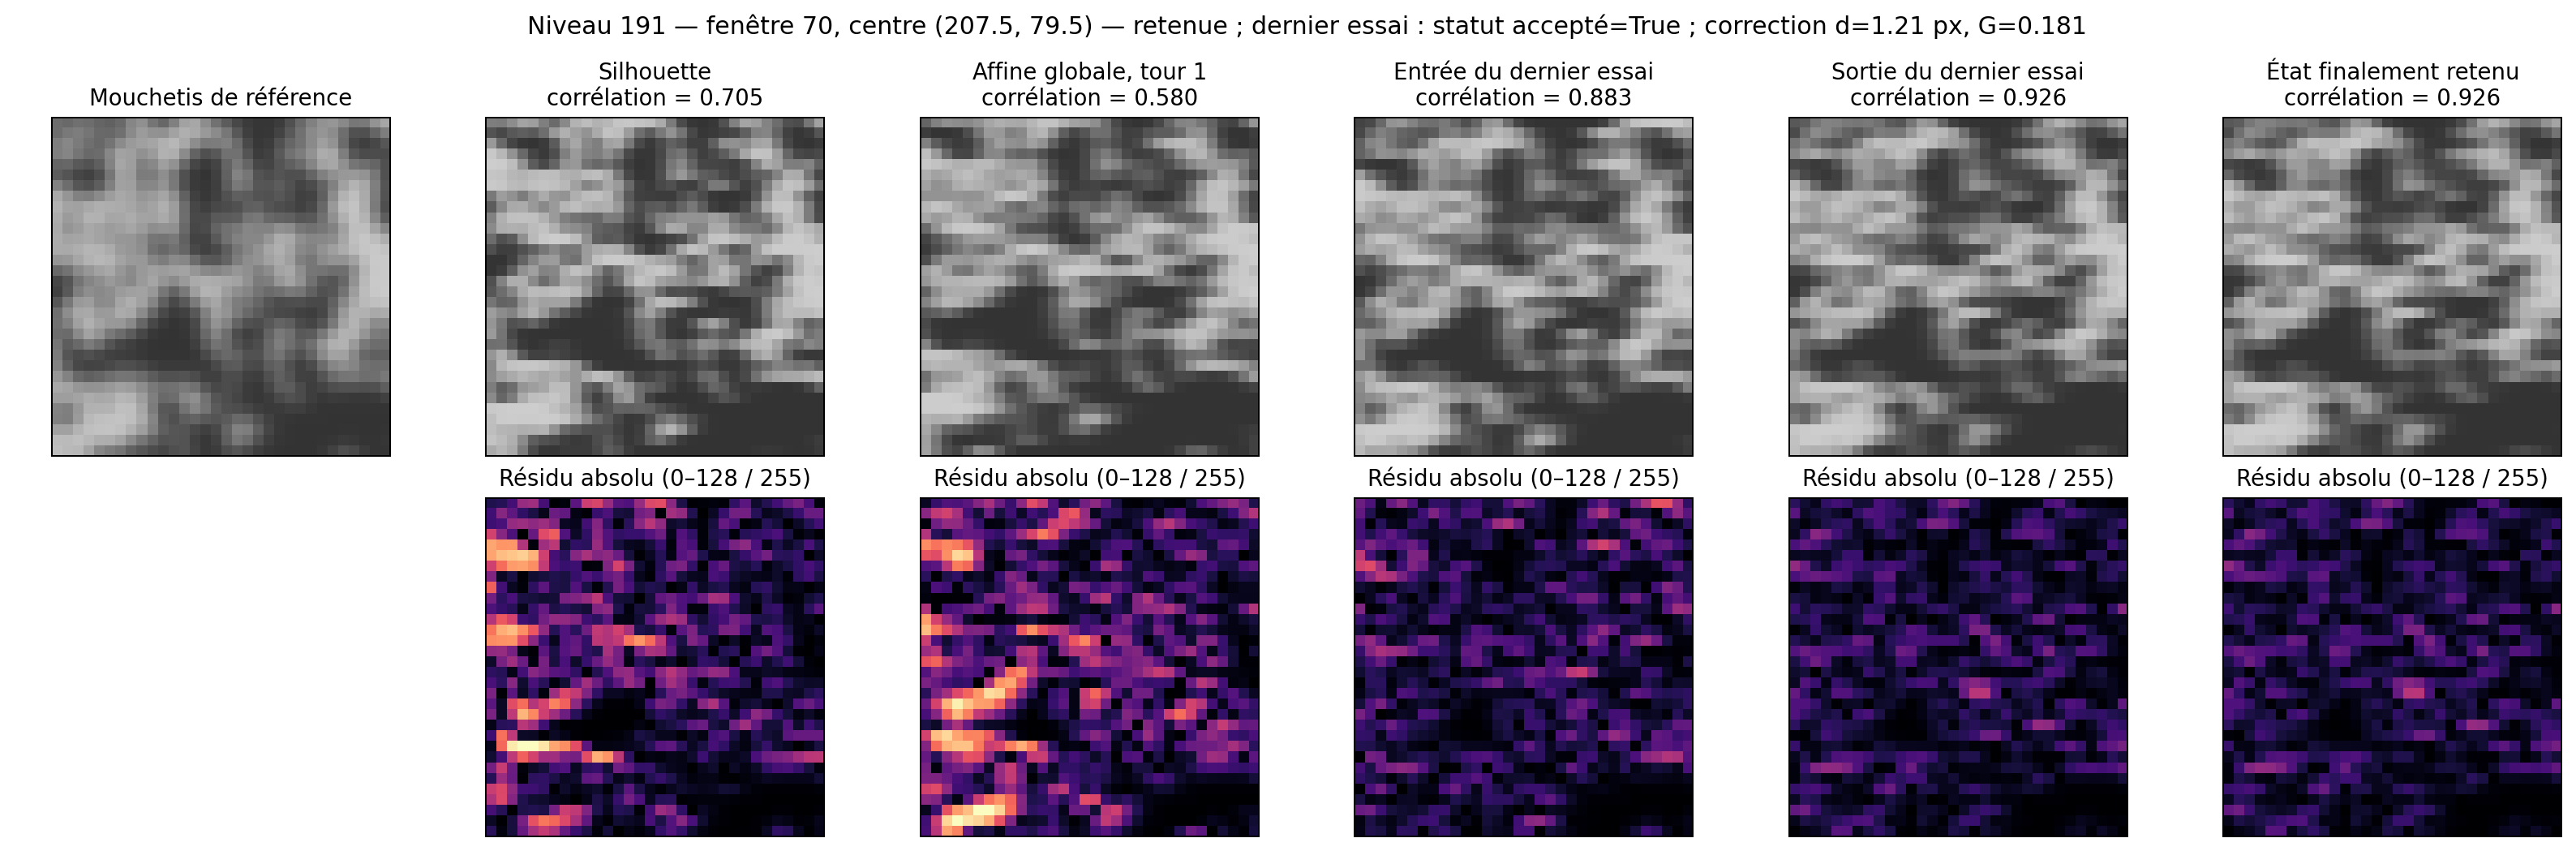 Niveau 191 — fenêtre 70, centre (207.5, 79.5) — retenue ; dernier essai : statut accepté=True ; correction d=1.21 px, G=0.181
Mouchetis de référence
Silhouette
corrélation = 0.705
Affine globale, tour 1
corrélation = 0.580
Entrée du dernier essai
corrélation = 0.883
Sortie du dernier essai
corrélation = 0.926
État finalement retenu
corrélation = 0.926
Résidu absolu (0–128 / 255)
Résidu absolu (0–128 / 255)
Résidu absolu (0–128 / 255)
Résidu absolu (0–128 / 255)
Résidu absolu (0–128 / 255)